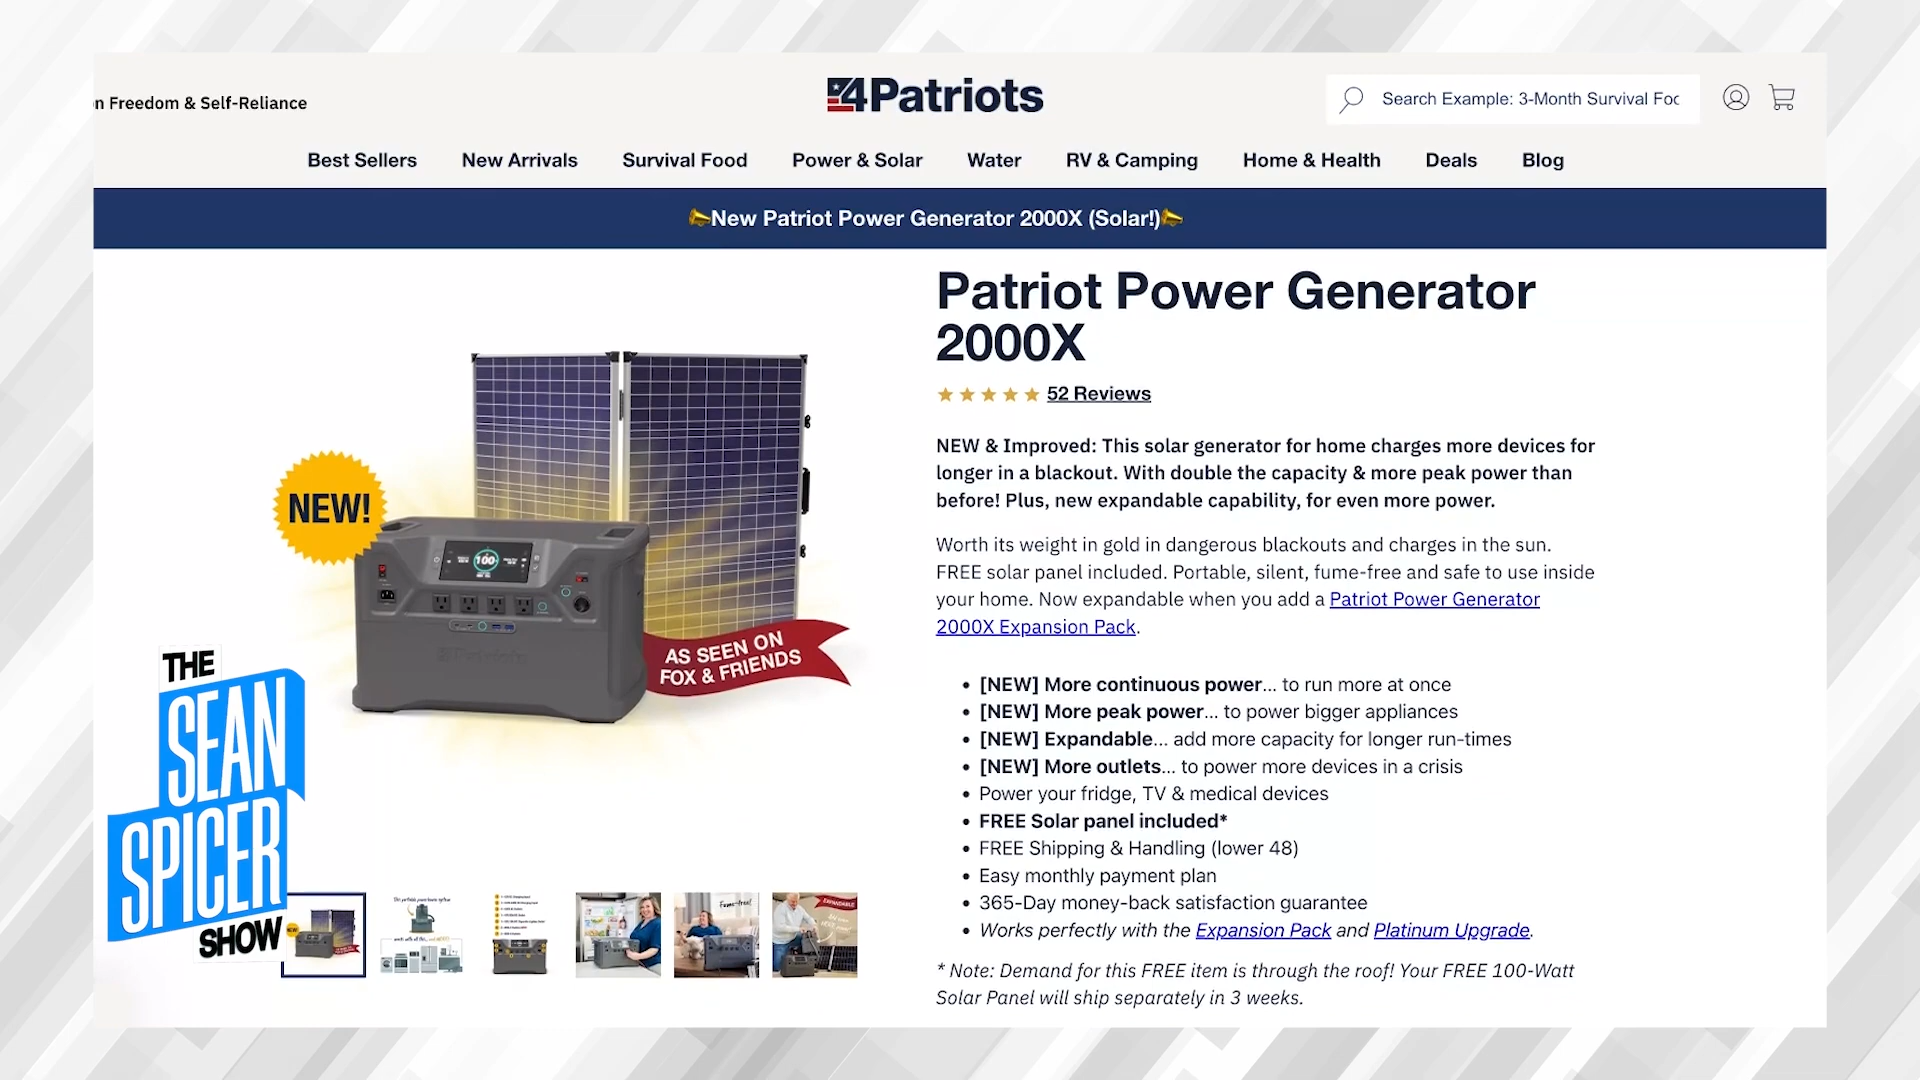 n Freedom & Self-Reliance
4Patriots
Search Example: 3-Month Survival Foo
Best Sellers
New Arrivals
Survival Food
Power & Solar
Water
RV & Camping
Home & Health
Deals
Blog
New Patriot Power Generator 2000X (Solar!)
Patriot Power Generator
2000X
52 Reviews
NEW & Improved: This solar generator for home charges more devices for
longer in a blackout. With double the capacity & more peak power than
before! Plus, new expandable capability, for even more power.
Worth its weight in gold in dangerous blackouts and charges in the sun.
FREE solar panel included. Portable, silent, fume-free and safe to use inside
your home. Now expandable when you add a Patriot Power Generator
2000X Expansion Pack.
• [NEW] More continuous power... to run more at once
• [NEW] More peak power... to power bigger appliances
• [NEW] Expandable... add more capacity for longer run-times
• [NEW] More outlets... to power more devices in a crisis
• Power your fridge, TV & medical devices
• FREE Solar panel included*
• FREE Shipping & Handling (lower 48)
• Easy monthly payment plan
• 365-Day money-back satisfaction guarantee
• Works perfectly with the Expansion Pack and Platinum Upgrade.
* Note: Demand for this FREE item is through the roof! Your FREE 100-Watt
Solar Panel will ship separately in 3 weeks.
NEW!
100
4Patriots
AS SEEN ON
FOX & FRIENDS
THE
SEAN
SPICER
SHOW
Fume-free!
EXPANDABLE